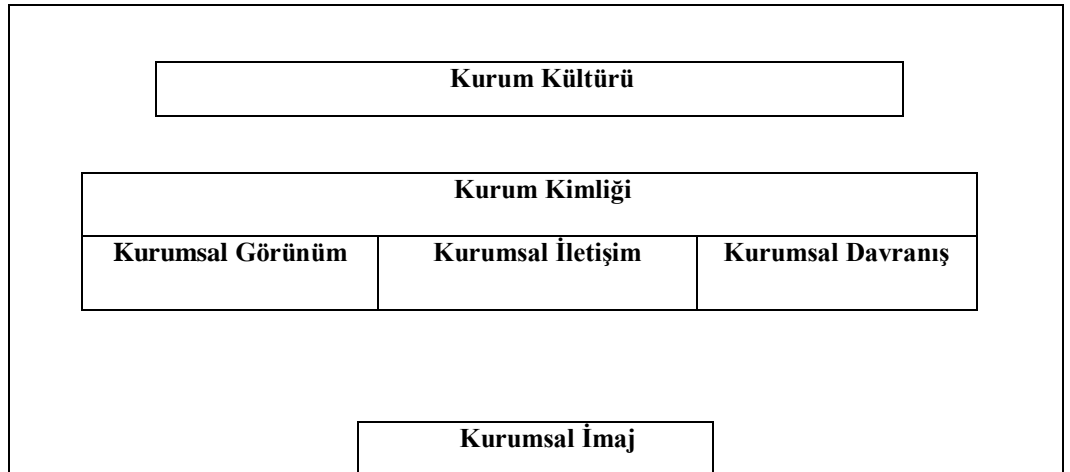 Kurum Kültürü
Kurum Kimliği
Kurumsal Görünüm Kurumsal İletişim Kurumsal Davranış
Kurumsal İmaj